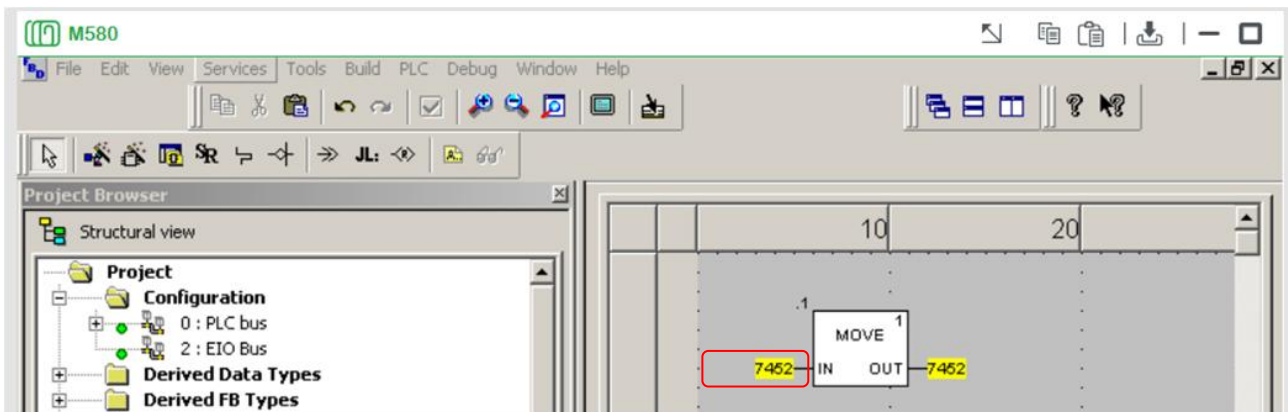 M580
File Edit View Services Tools Build PLC Debug Window Help
SR JL: A..
Project Browser
Structural view
10 20
Project
Configuration
0 : PLC bus
2 : EIO Bus
Derived Data Types
Derived FB Types
.1
1
MOVE
7452 IN OUT 7452